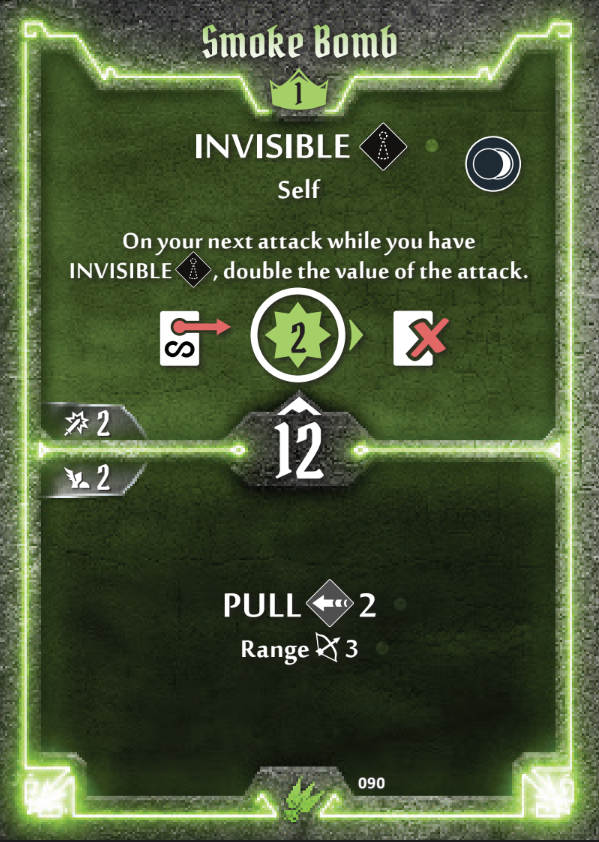 Smoke Bomb
1
INVISIBLE
Self
On your next attack while you have
INVISIBLE , double the value of the attack.
S 2
2
12
2
PULL 2
Range 3
090